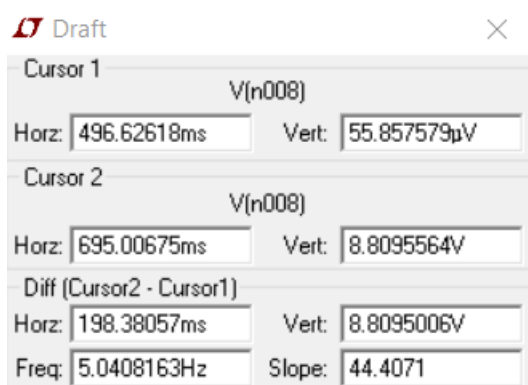 Draft
Cursor 1
V(n008)
Horz: 496.62618ms Vert: 55.857579µV
Cursor 2
V(n008)
Horz: 695.00675ms Vert: 8.8095564V
Diff (Cursor2 - Cursor1)
Horz: 198.38057ms Vert: 8.8095006V
Freq: 5.0408163Hz Slope: 44.4071